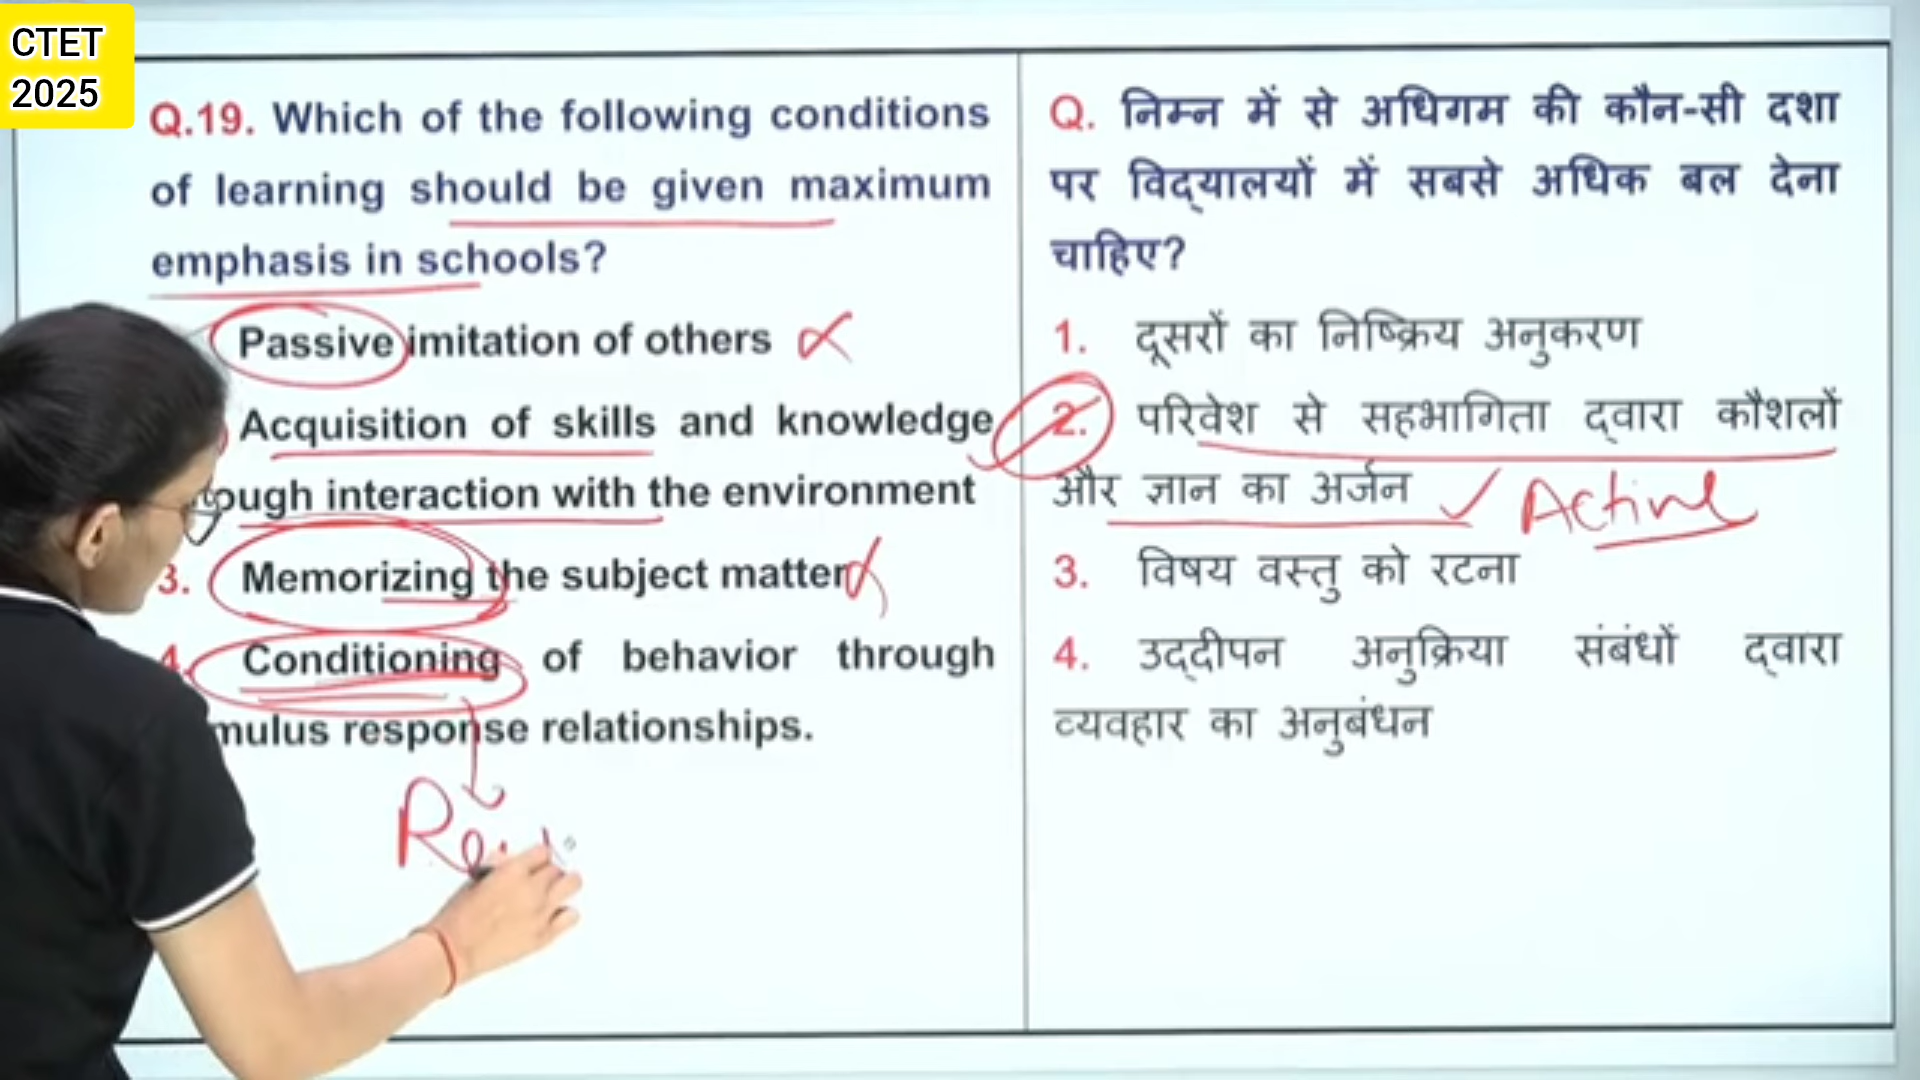 CTET
2025
Q.19. Which of the following conditions
of learning should be given maximum
emphasis in schools?
Passive imitation of others
Acquisition of skills and knowledge
ough interaction with the environment
3. Memorizing the subject matter
4. Conditioning of behavior through
mulus response relationships.
Q. निम्न में से अधिगम की कौन-सी दशा
पर विद्यालयों में सबसे अधिक बल देना
चाहिए?
1. दूसरों का निष्क्रिय अनुकरण
2. परिवेश से सहभागिता द्वारा कौशलों
और ज्ञान का अर्जन
Active
3. विषय वस्तु को रटना
4. उद्दीपन अनुक्रिया संबंधों द्वारा
व्यवहार का अनुबंधन